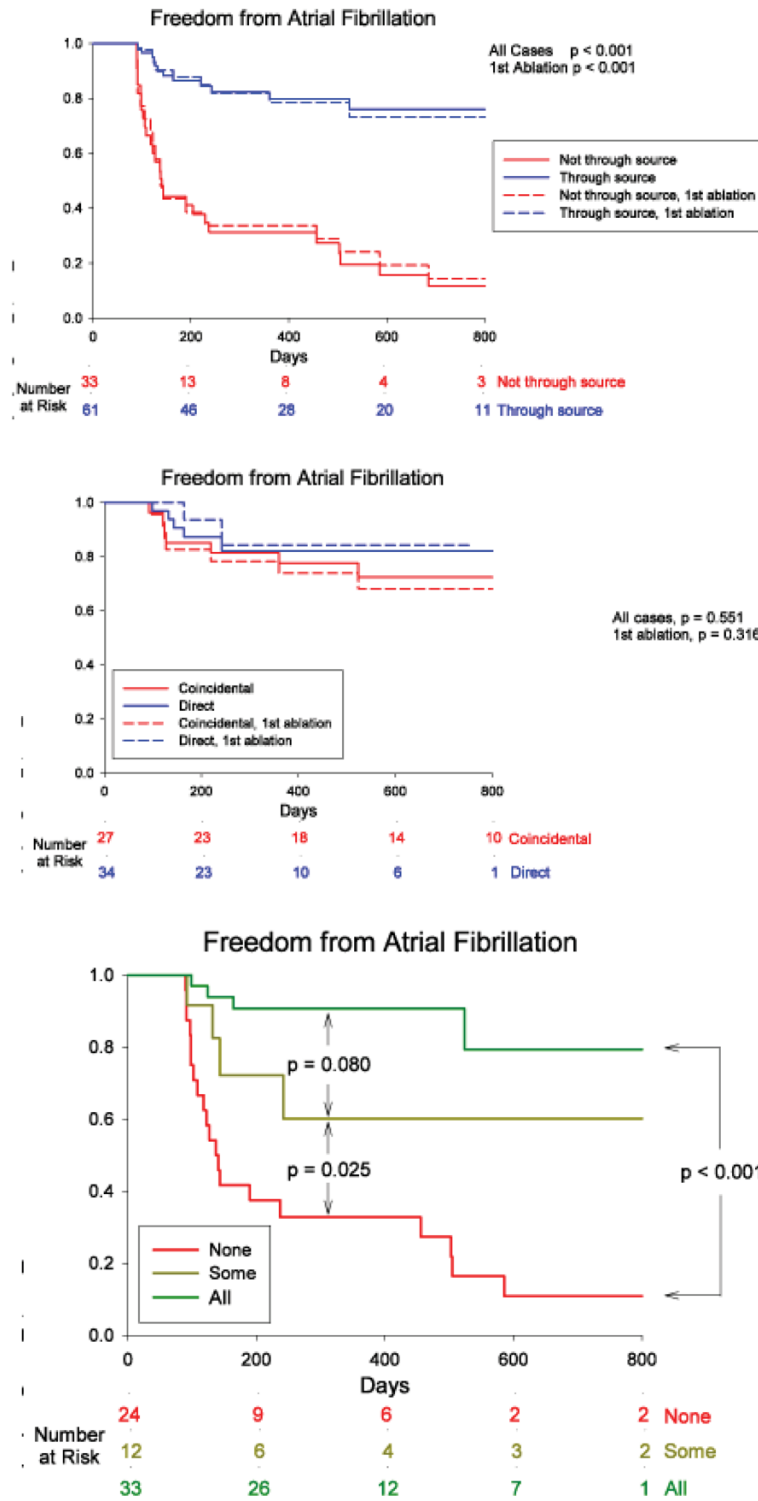 Freedom from Atrial Fibrillation
All Cases p < 0.001
1st Ablation p < 0.001
1.0
0.8
0.6
0.4
0.2
0.0
Not through source
Through source
Not through source, 1st ablation
Through source, 1st ablation
0 200 400 600 800
Days
Number at Risk
33 13 8 4 3 Not through source
61 46 28 20 11 Through source
Freedom from Atrial Fibrillation
1.0
0.8
0.6
0.4
0.2
0.0
All cases, p = 0.551
1st ablation, p = 0.316
Coincidental
Direct
Coincidental, 1st ablation
Direct, 1st ablation
0 200 400 600 800
Days
Number at Risk
27 23 18 14 10 Coincidental
34 23 10 6 1 Direct
Freedom from Atrial Fibrillation
1.0
0.8
0.6
0.4
0.2
0.0
p = 0.080
p = 0.025
p < 0.001
None
Some
All
0 200 400 600 800
Days
Number at Risk
24 9 6 2 2 None
12 6 4 3 2 Some
33 26 12 7 1 All